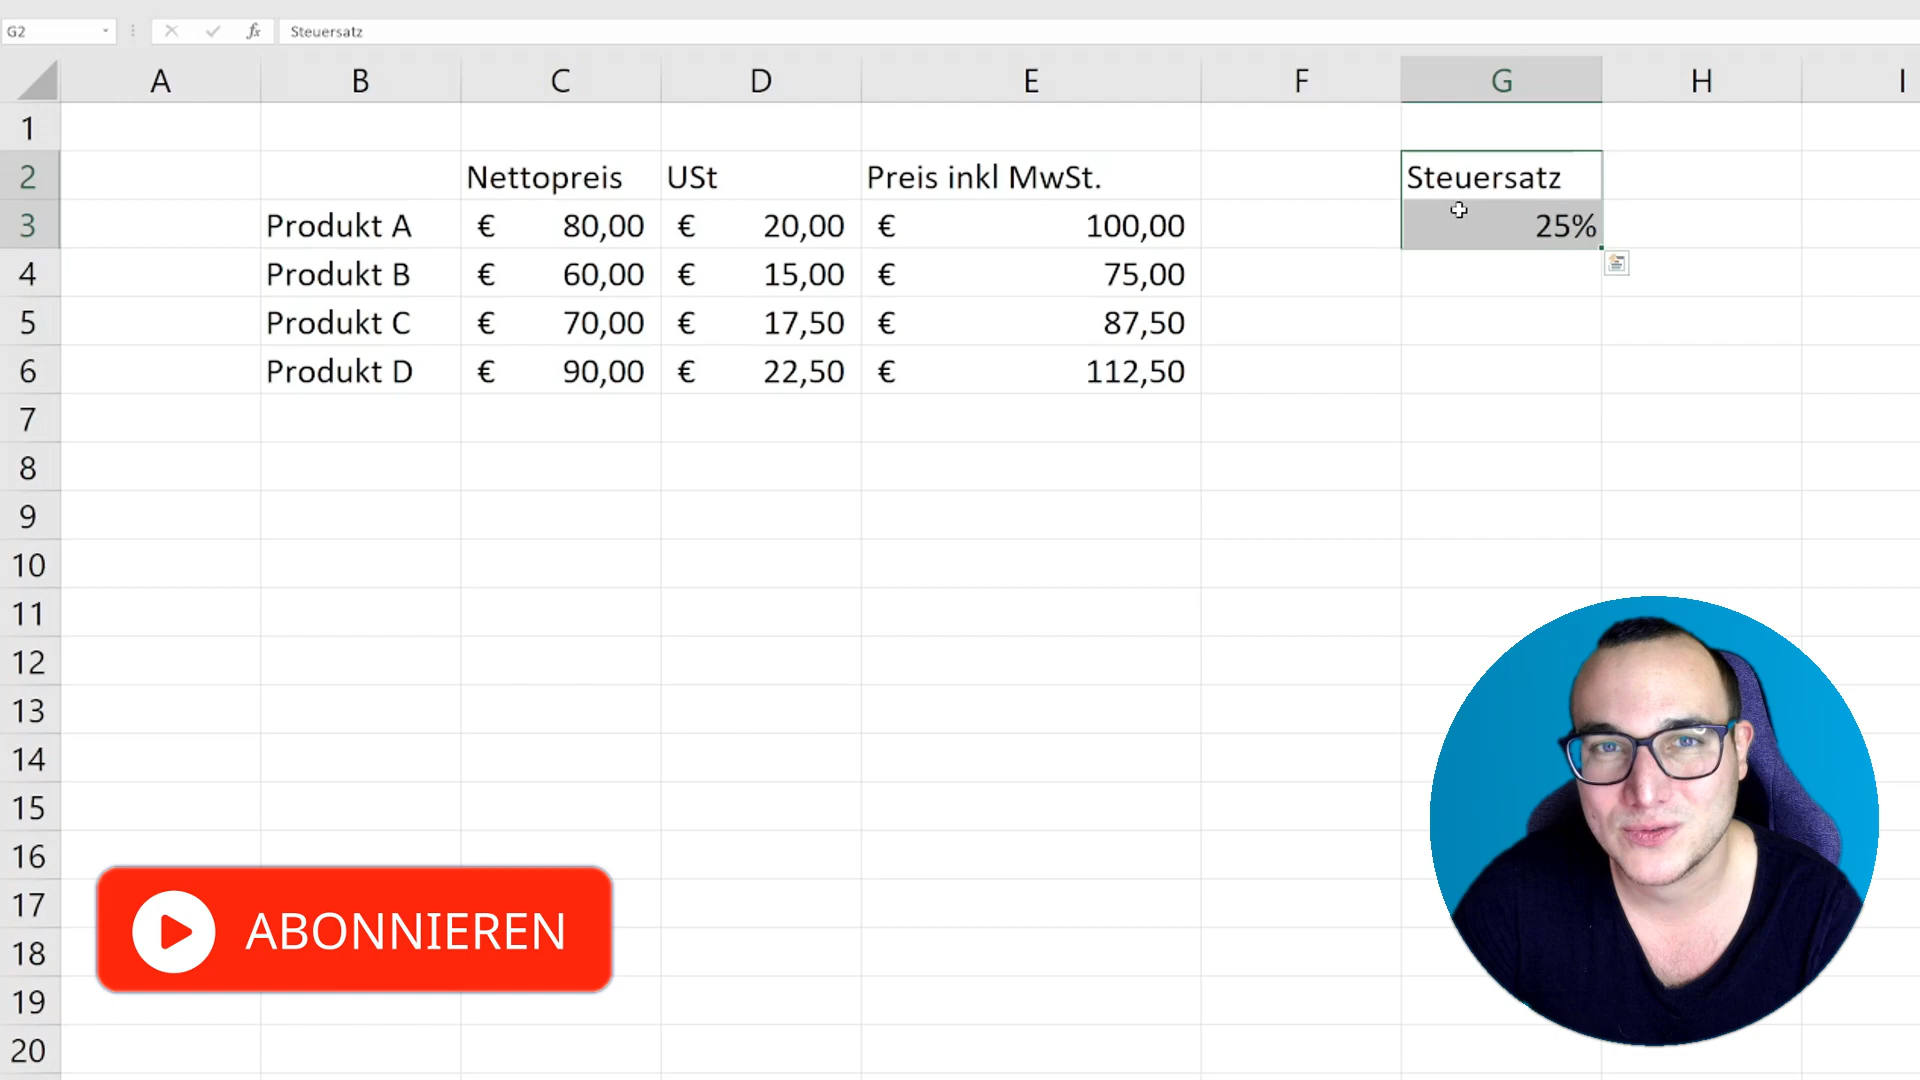 G2 fx Steuersatz
A B C D E F G H I
1
2 Nettopreis USt Preis inkl MwSt. Steuersatz
3 Produkt A € 80,00 € 20,00 € 100,00 25%
4 Produkt B € 60,00 € 15,00 € 75,00
5 Produkt C € 70,00 € 17,50 € 87,50
6 Produkt D € 90,00 € 22,50 € 112,50
7
8
9
10
11
12
13
14
15
16
17
18
19
20
ABONNIEREN